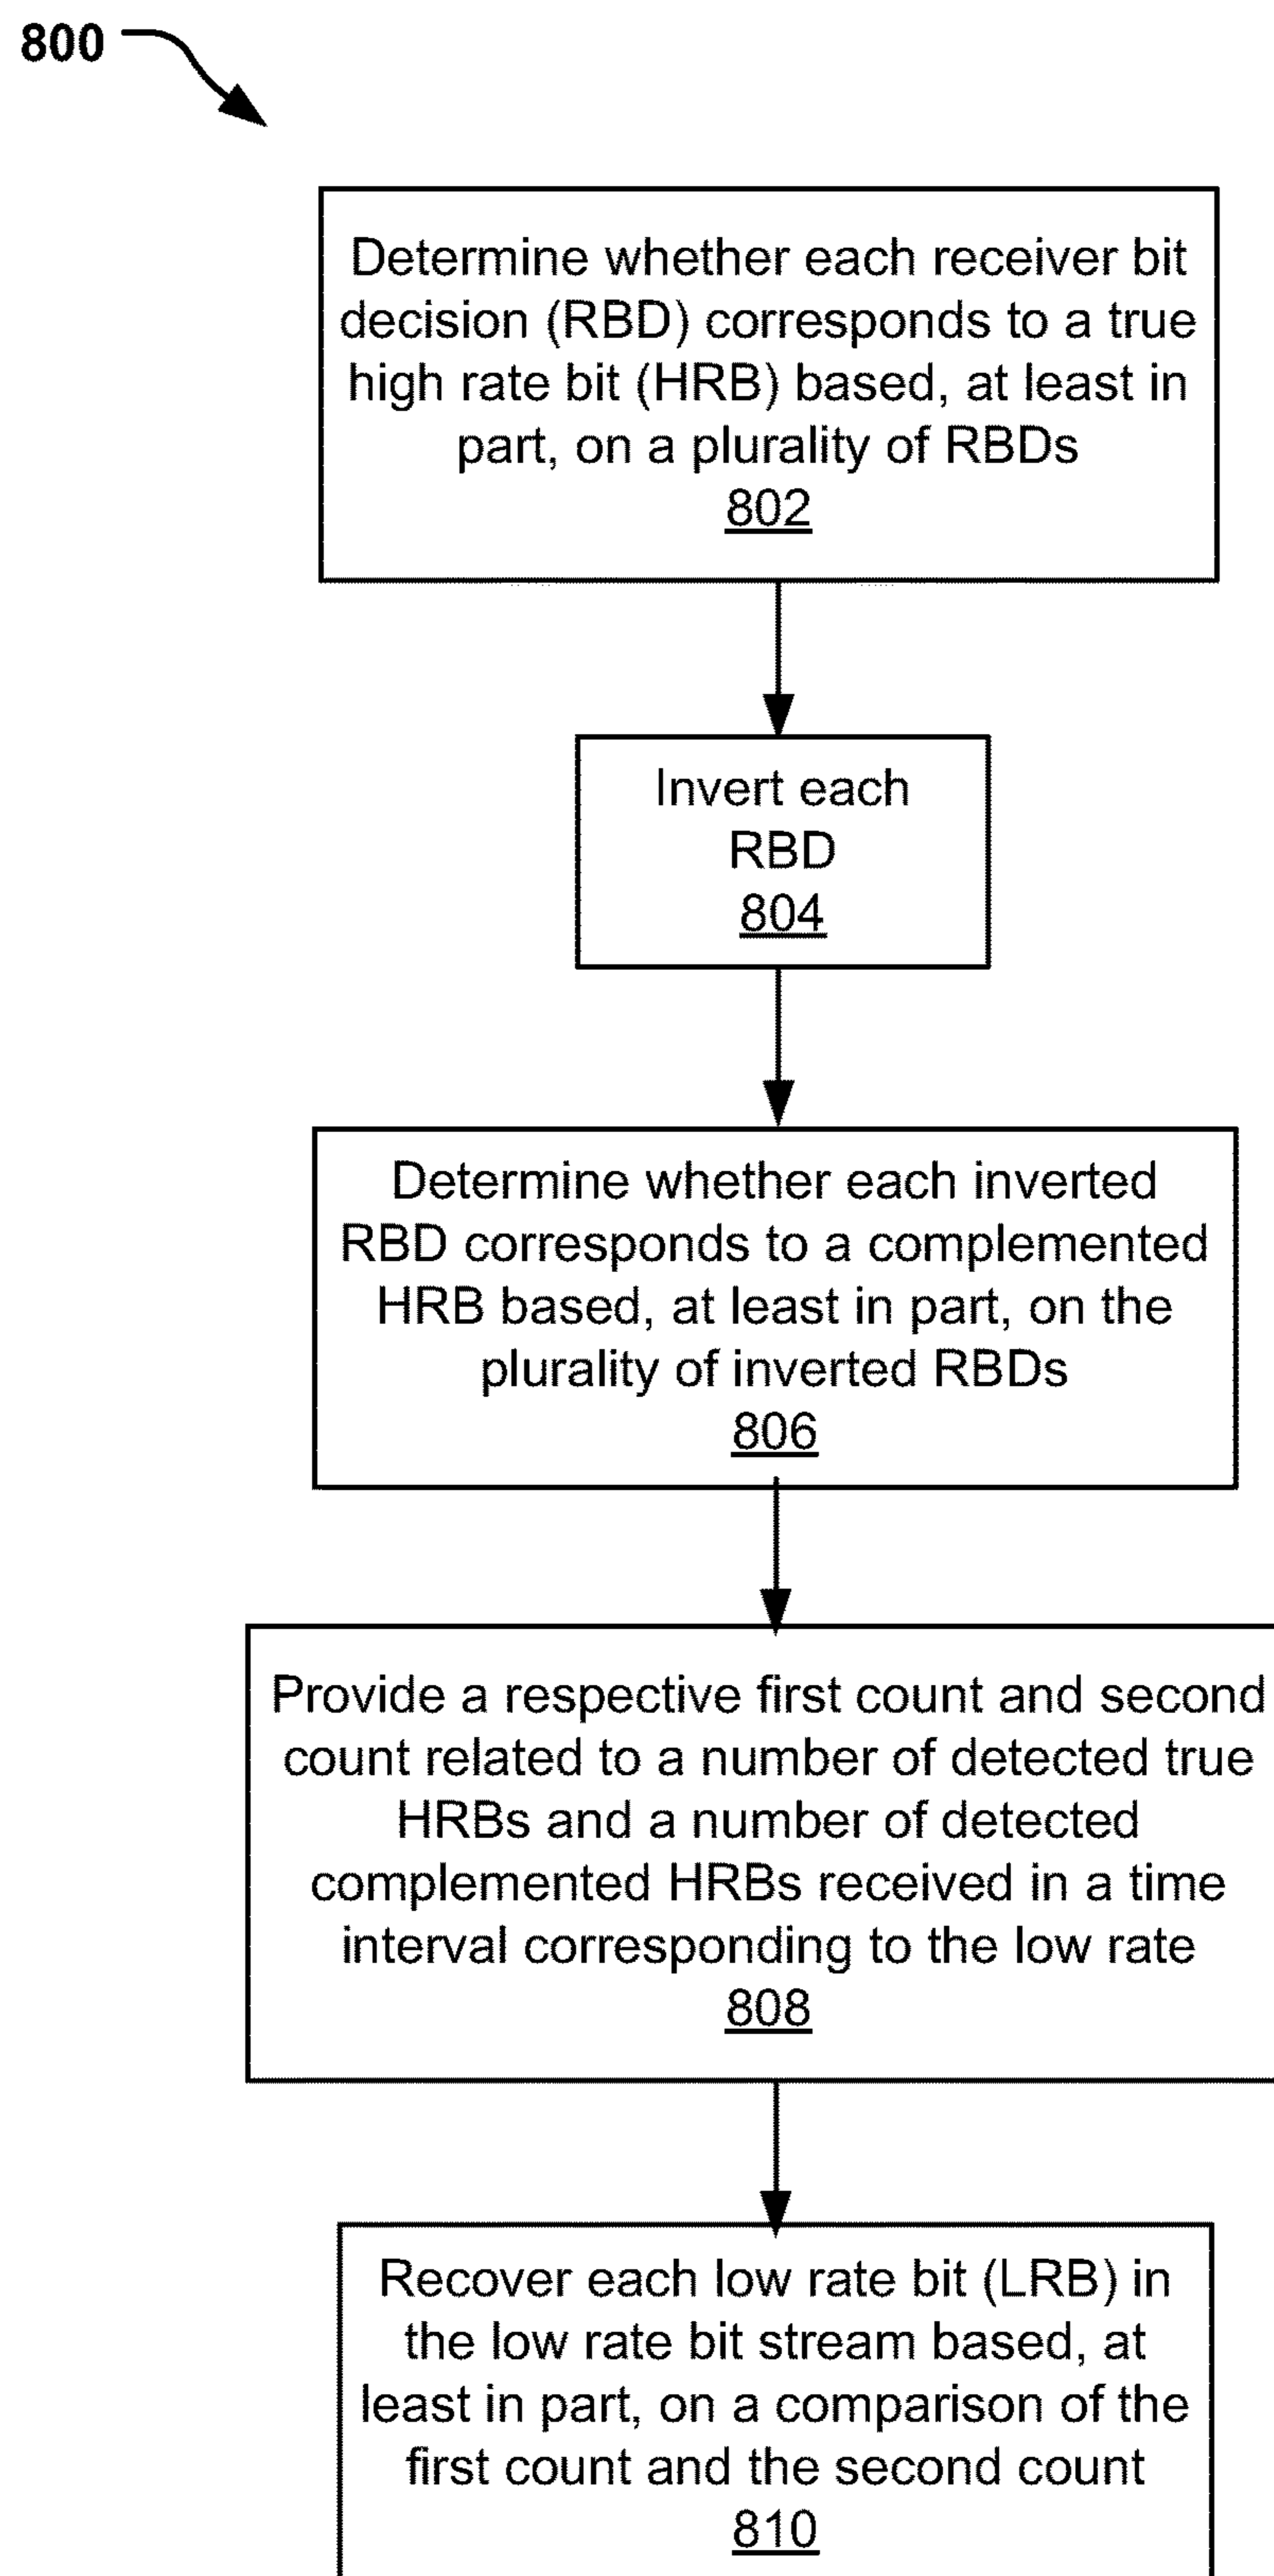 800
Determine whether each receiver bit
decision (RBD) corresponds to a true
high rate bit (HRB) based, at least in
part, on a plurality of RBDs
802
Invert each
RBD
804
Determine whether each inverted
RBD corresponds to a complemented
HRB based, at least in part, on the
plurality of inverted RBDs
806
Provide a respective first count and second
count related to a number of detected true
HRBs and a number of detected
complemented HRBs received in a time
interval corresponding to the low rate
808
Recover each low rate bit (LRB) in
the low rate bit stream based, at
least in part, on a comparison of the
first count and the second count
810